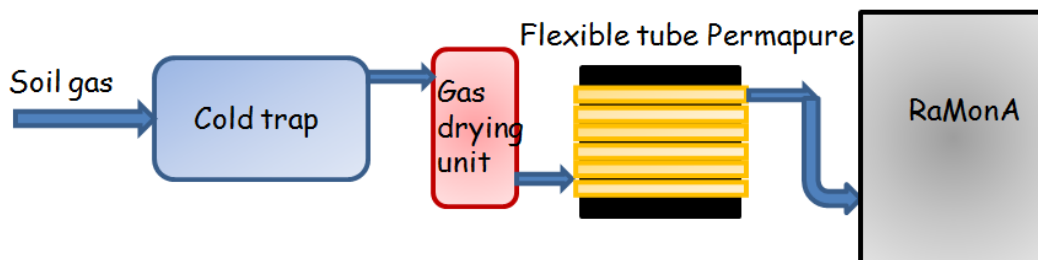 Soil gas
Cold trap
Gas
drying
unit
Flexible tube Permapure
RaMonA